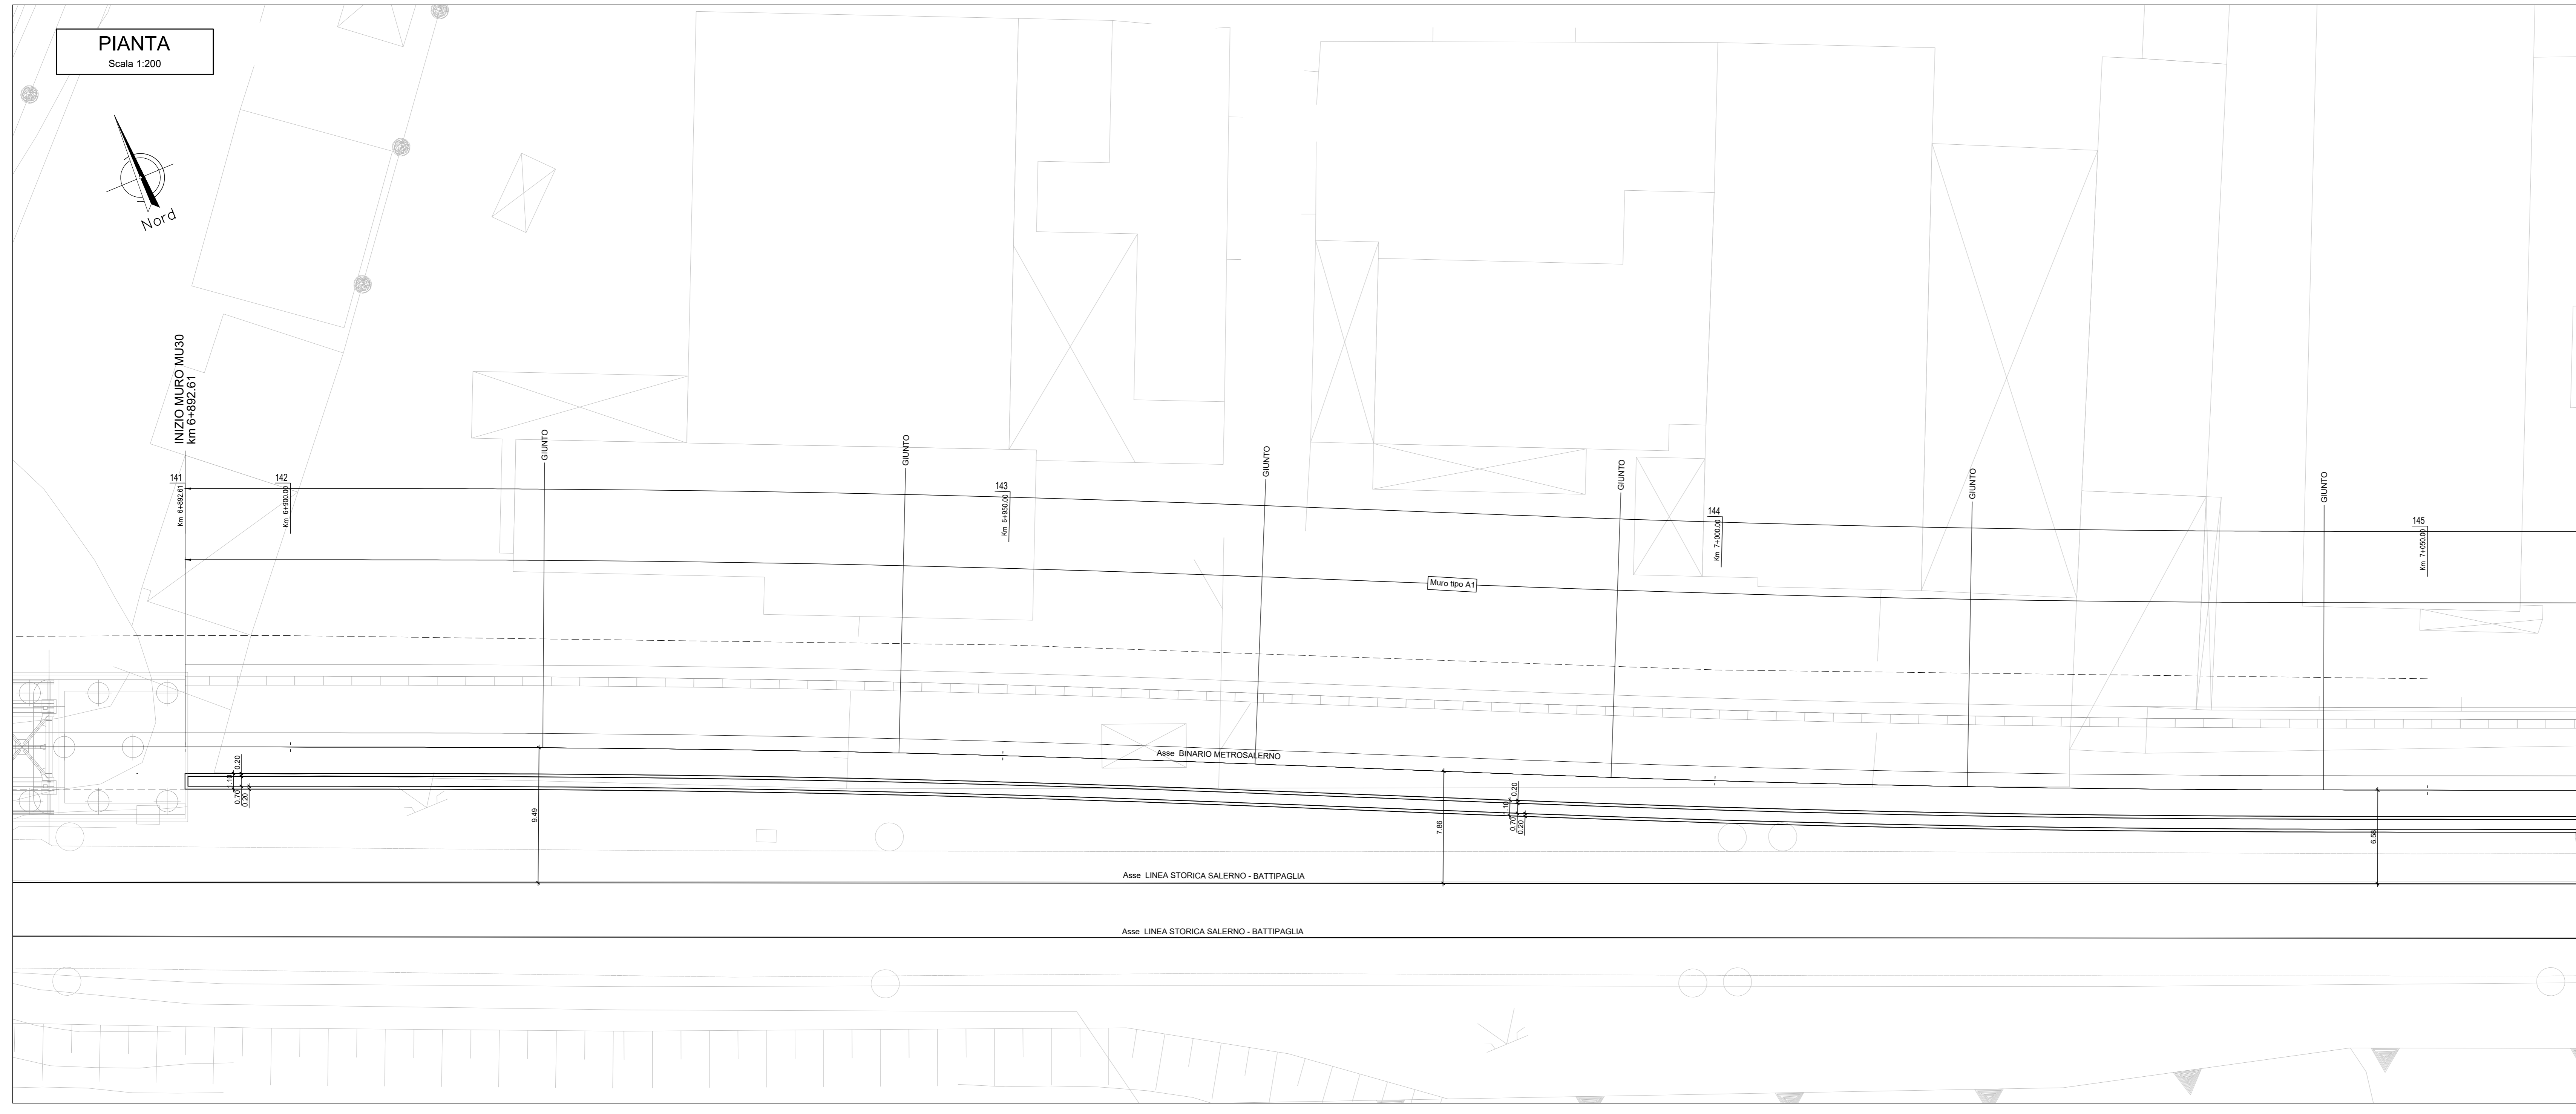 PIANTA
Scala 1:200
Nord
INIZIO MURO MU30
km 6+892.61
141
Km 6+892.61
142
Km 6+900.00
GIUNTO
GIUNTO
143
Km 6+950.00
GIUNTO
GIUNTO
144
Km 7+000.00
GIUNTO
GIUNTO
145
Km 7+050.00
Muro tipo A1
Asse BINARIO METROSALERNO
0.20
1.10
0.70
0.20
9.49
7.86
0.20
1.10
0.70
0.20
6.58
Asse LINEA STORICA SALERNO - BATTIPAGLIA
Asse LINEA STORICA SALERNO - BATTIPAGLIA